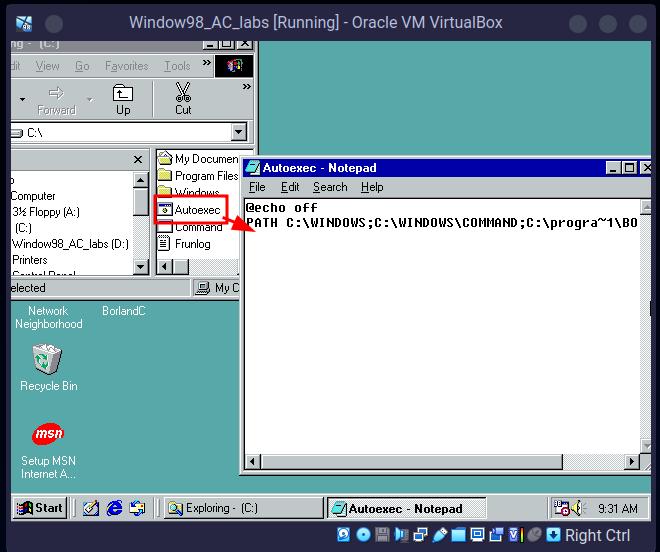 Window98_AC_labs [Running] - Oracle VM VirtualBox
ng - (C:)
dit View Go Favorites Tools »
Forward Up Cut »
C:\
Computer
3½ Floppy (A:)
(C:)
Window98_AC_labs (D:)
Printers
Control Panel
My Documen
Program Files
Windows
Autoexec
Command
Frunlog
elected
My C
Autoexec - Notepad
File Edit Search Help
@echo off
PATH C:\WINDOWS;C:\WINDOWS\COMMAND;C:\progra~1\BO
Network Neighborhood
BorlandC
Recycle Bin
msn
Setup MSN
Internet A...
Start
Exploring - (C:)
Autoexec - Notepad
9:31 AM
Right Ctrl